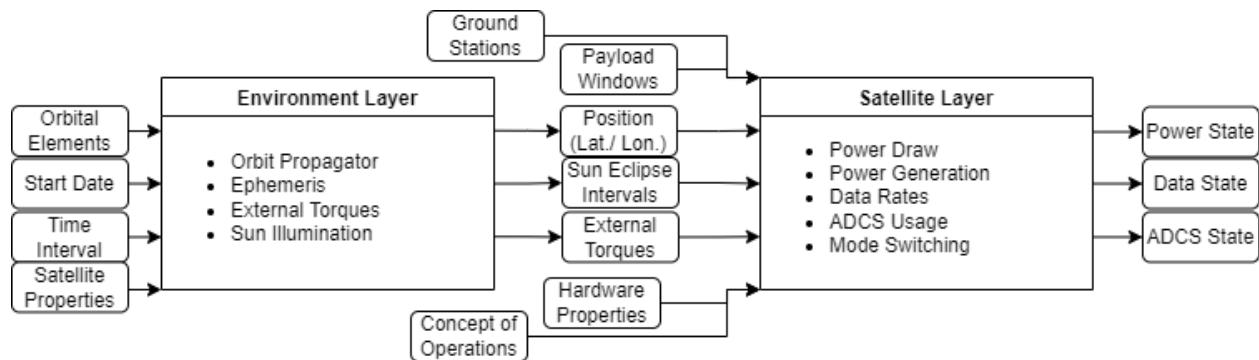 Ground
Stations
Payload
Windows
Environment Layer
Satellite Layer
Orbital
Elements
Start Date
Time
Interval
Satellite
Properties
• Orbit Propagator
• Ephemeris
• External Torques
• Sun Illumination
Position
(Lat./ Lon.)
Sun Eclipse
Intervals
External
Torques
Hardware
Properties
Concept of
Operations
• Power Draw
• Power Generation
• Data Rates
• ADCS Usage
• Mode Switching
Power State
Data State
ADCS State